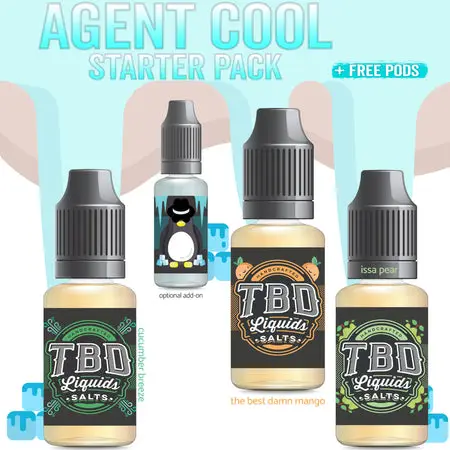 AGENT COOL
STARTER PACK
+ FREE PODS
optional add-on
HANDCRAFTED
TBD
Liquids
SALTS
cucumber breeze
HANDCRAFTED
TBD
Liquids
SALTS
the best damn mango
issa pear
HANDCRAFTED
TBD
Liquids
SALTS